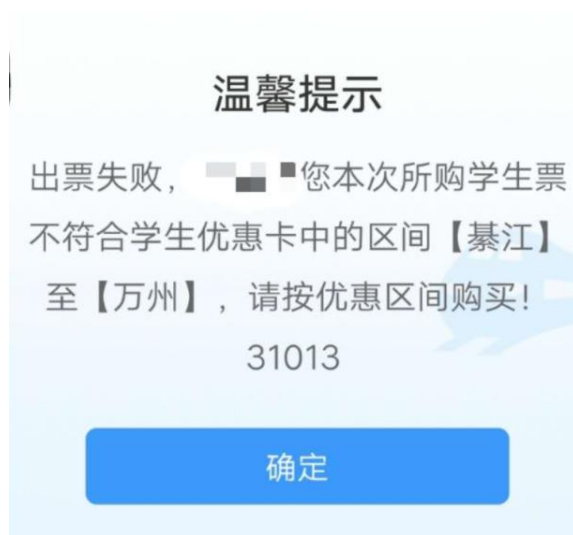 温馨提示
出票失败，您本次所购学生票
不符合学生优惠卡中的区间【綦江】
至【万州】，请按优惠区间购买！
31013
确定